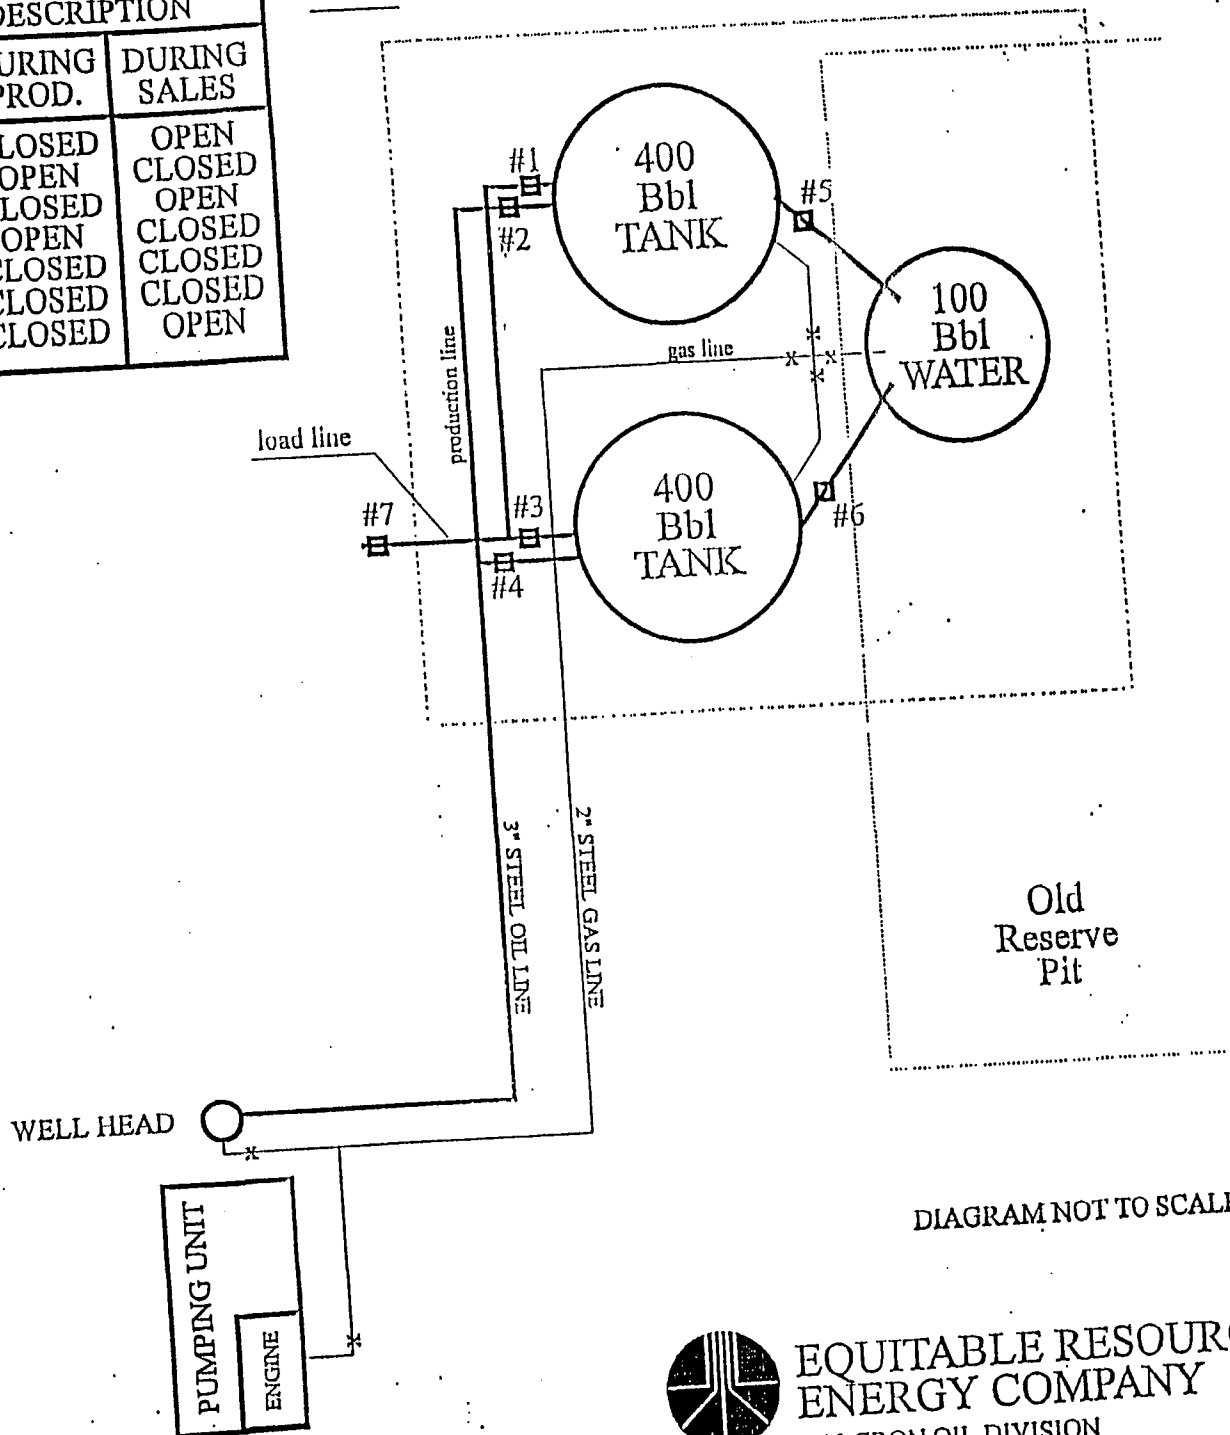 DESCRIPTION
DURING DURING
PROD. SALES
CLOSED OPEN
OPEN CLOSED
CLOSED OPEN
OPEN CLOSED
CLOSED CLOSED
CLOSED CLOSED
CLOSED OPEN
#1
400
Bbl
TANK
#2
#5
100
Bbl
WATER
production line
gas line
load line
#7
#3
400
Bbl
TANK
#4
#6
3" STEEL OIL LINE
2" STEEL GAS LINE
Old
Reserve
Pit
WELL HEAD
PUMPING UNIT
ENGINE
DIAGRAM NOT TO SCALE
EQUITABLE RESOUR
ENERGY COMPANY
OIL DIVISION